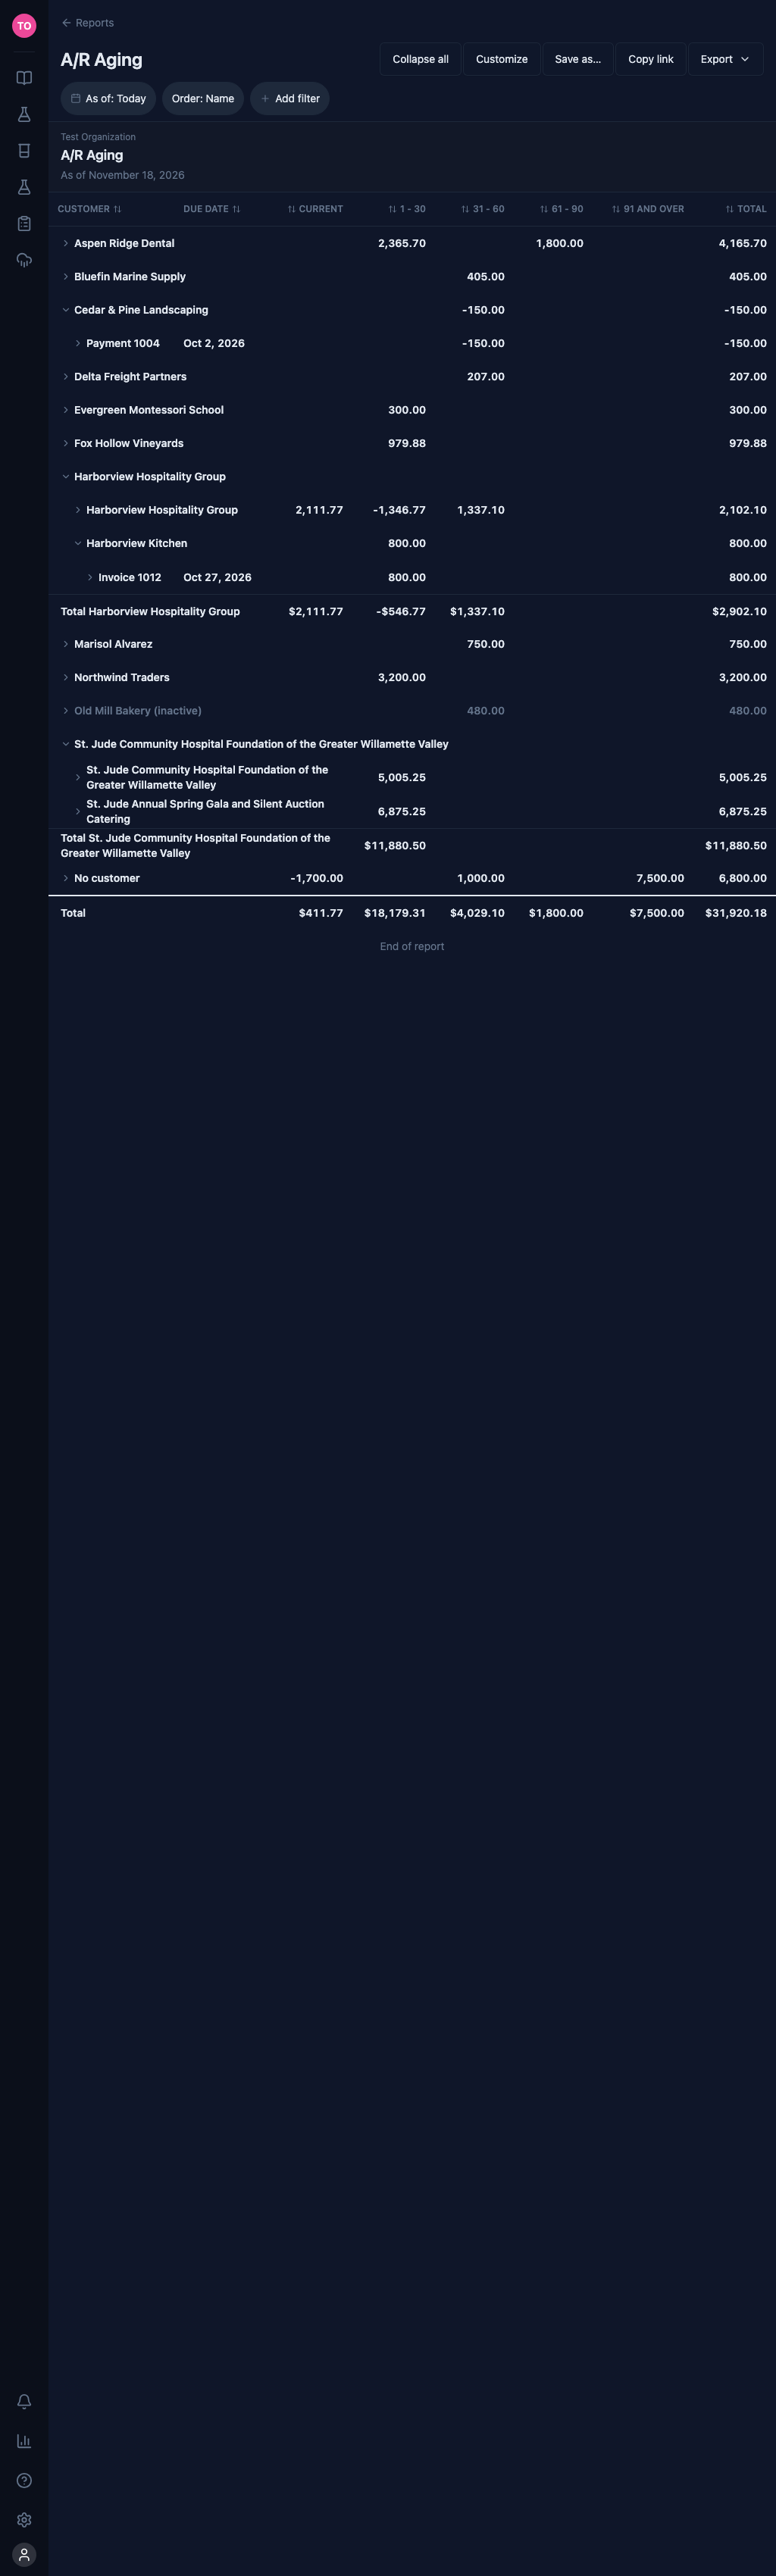 TO
Reports
A/R Aging
Collapse all
Customize
Save as...
Copy link
Export
As of: Today
Order: Name
Add filter
Test Organization
A/R Aging
As of November 18, 2026
CUSTOMER DUE DATE CURRENT 1 - 30 31 - 60 61 - 90 91 AND OVER TOTAL
Aspen Ridge Dental 2,365.70 1,800.00 4,165.70
Bluefin Marine Supply 405.00 405.00
Cedar & Pine Landscaping -150.00 -150.00
Payment 1004 Oct 2, 2026 -150.00 -150.00
Delta Freight Partners 207.00 207.00
Evergreen Montessori School 300.00 300.00
Fox Hollow Vineyards 979.88 979.88
Harborview Hospitality Group
Harborview Hospitality Group 2,111.77 -1,346.77 1,337.10 2,102.10
Harborview Kitchen 800.00 800.00
Invoice 1012 Oct 27, 2026 800.00 800.00
Total Harborview Hospitality Group $2,111.77 -$546.77 $1,337.10 $2,902.10
Marisol Alvarez 750.00 750.00
Northwind Traders 3,200.00 3,200.00
Old Mill Bakery (inactive) 480.00 480.00
St. Jude Community Hospital Foundation of the Greater Willamette Valley
St. Jude Community Hospital Foundation of the
Greater Willamette Valley 5,005.25 5,005.25
St. Jude Annual Spring Gala and Silent Auction
Catering 6,875.25 6,875.25
Total St. Jude Community Hospital Foundation of the
Greater Willamette Valley $11,880.50 $11,880.50
No customer -1,700.00 1,000.00 7,500.00 6,800.00
Total $411.77 $18,179.31 $4,029.10 $1,800.00 $7,500.00 $31,920.18
End of report